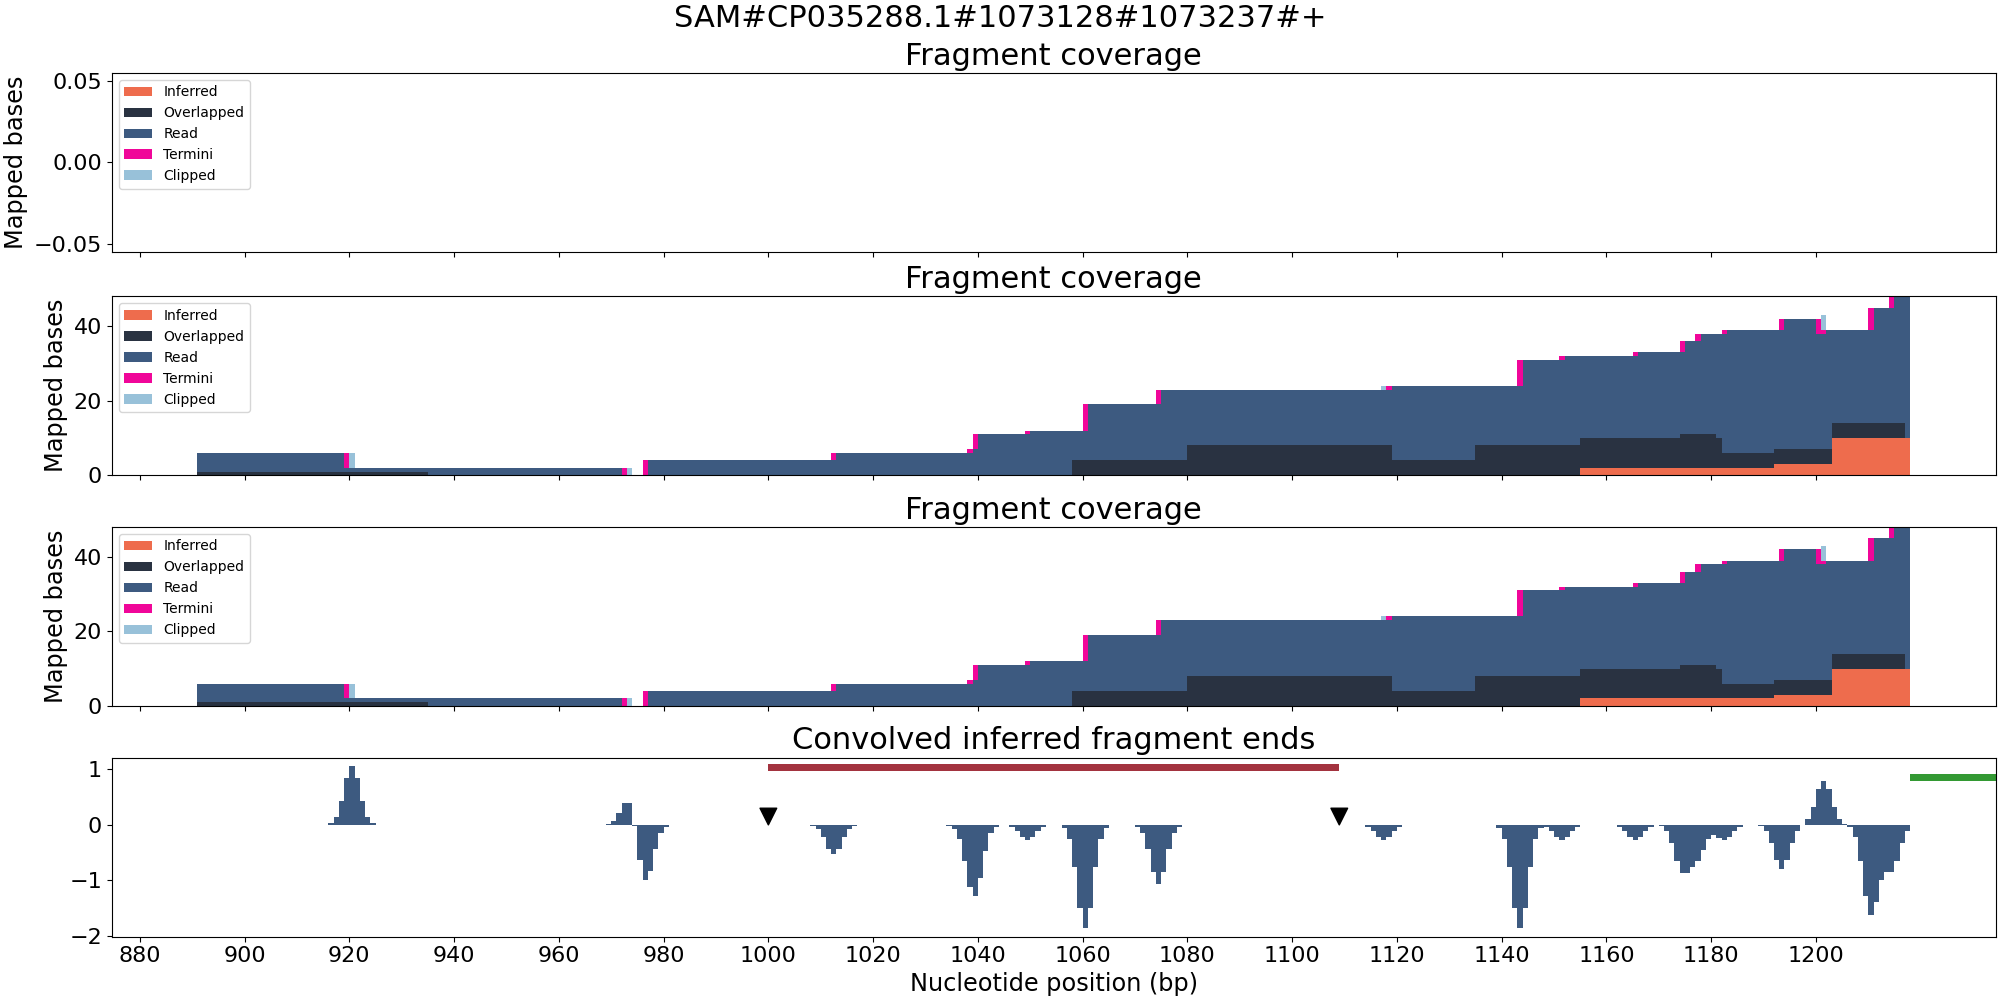 SAM#CP035288.1#1073128#1073237#+
Fragment coverage
Mapped bases
0.05
0.00
−0.05
Inferred
Overlapped
Read
Termini
Clipped
Fragment coverage
Mapped bases
40
20
0
Inferred
Overlapped
Read
Termini
Clipped
Fragment coverage
Mapped bases
40
20
0
Inferred
Overlapped
Read
Termini
Clipped
Convolved inferred fragment ends
1
0
−1
−2
880 900 920 940 960 980 1000 1020 1040 1060 1080 1100 1120 1140 1160 1180 1200
Nucleotide position (bp)